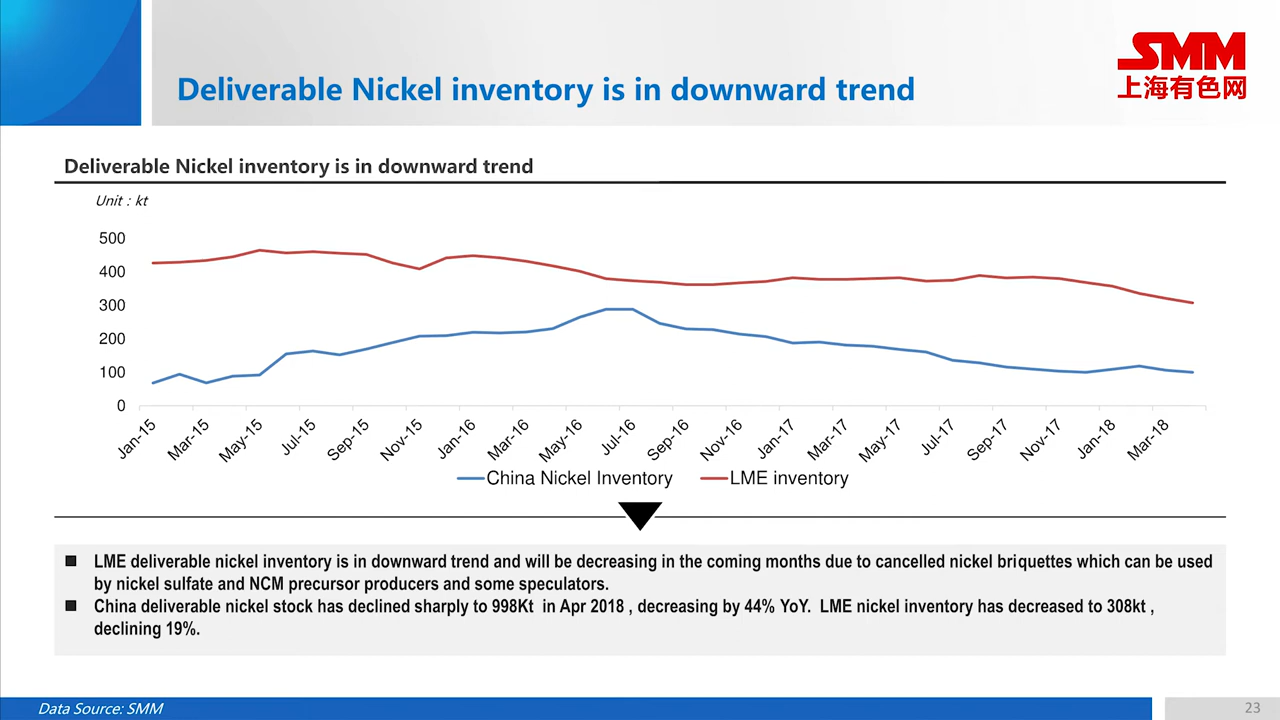 SMM
上海有色网
Deliverable Nickel inventory is in downward trend
Deliverable Nickel inventory is in downward trend
Unit : kt
500
400
300
200
100
0
Jan-15
Mar-15
May-15
Jul-15
Sep-15
Nov-15
Jan-16
Mar-16
May-16
Jul-16
Sep-16
Nov-16
Jan-17
Mar-17
May-17
Jul-17
Sep-17
Nov-17
Jan-18
Mar-18
China Nickel Inventory
LME inventory
■ LME deliverable nickel inventory is in downward trend and will be decreasing in the coming months due to cancelled nickel briquettes which can be used
by nickel sulfate and NCM precursor producers and some speculators.
■ China deliverable nickel stock has declined sharply to 998Kt in Apr 2018 , decreasing by 44% YoY. LME nickel inventory has decreased to 308kt ,
declining 19%.
Data Source: SMM
23